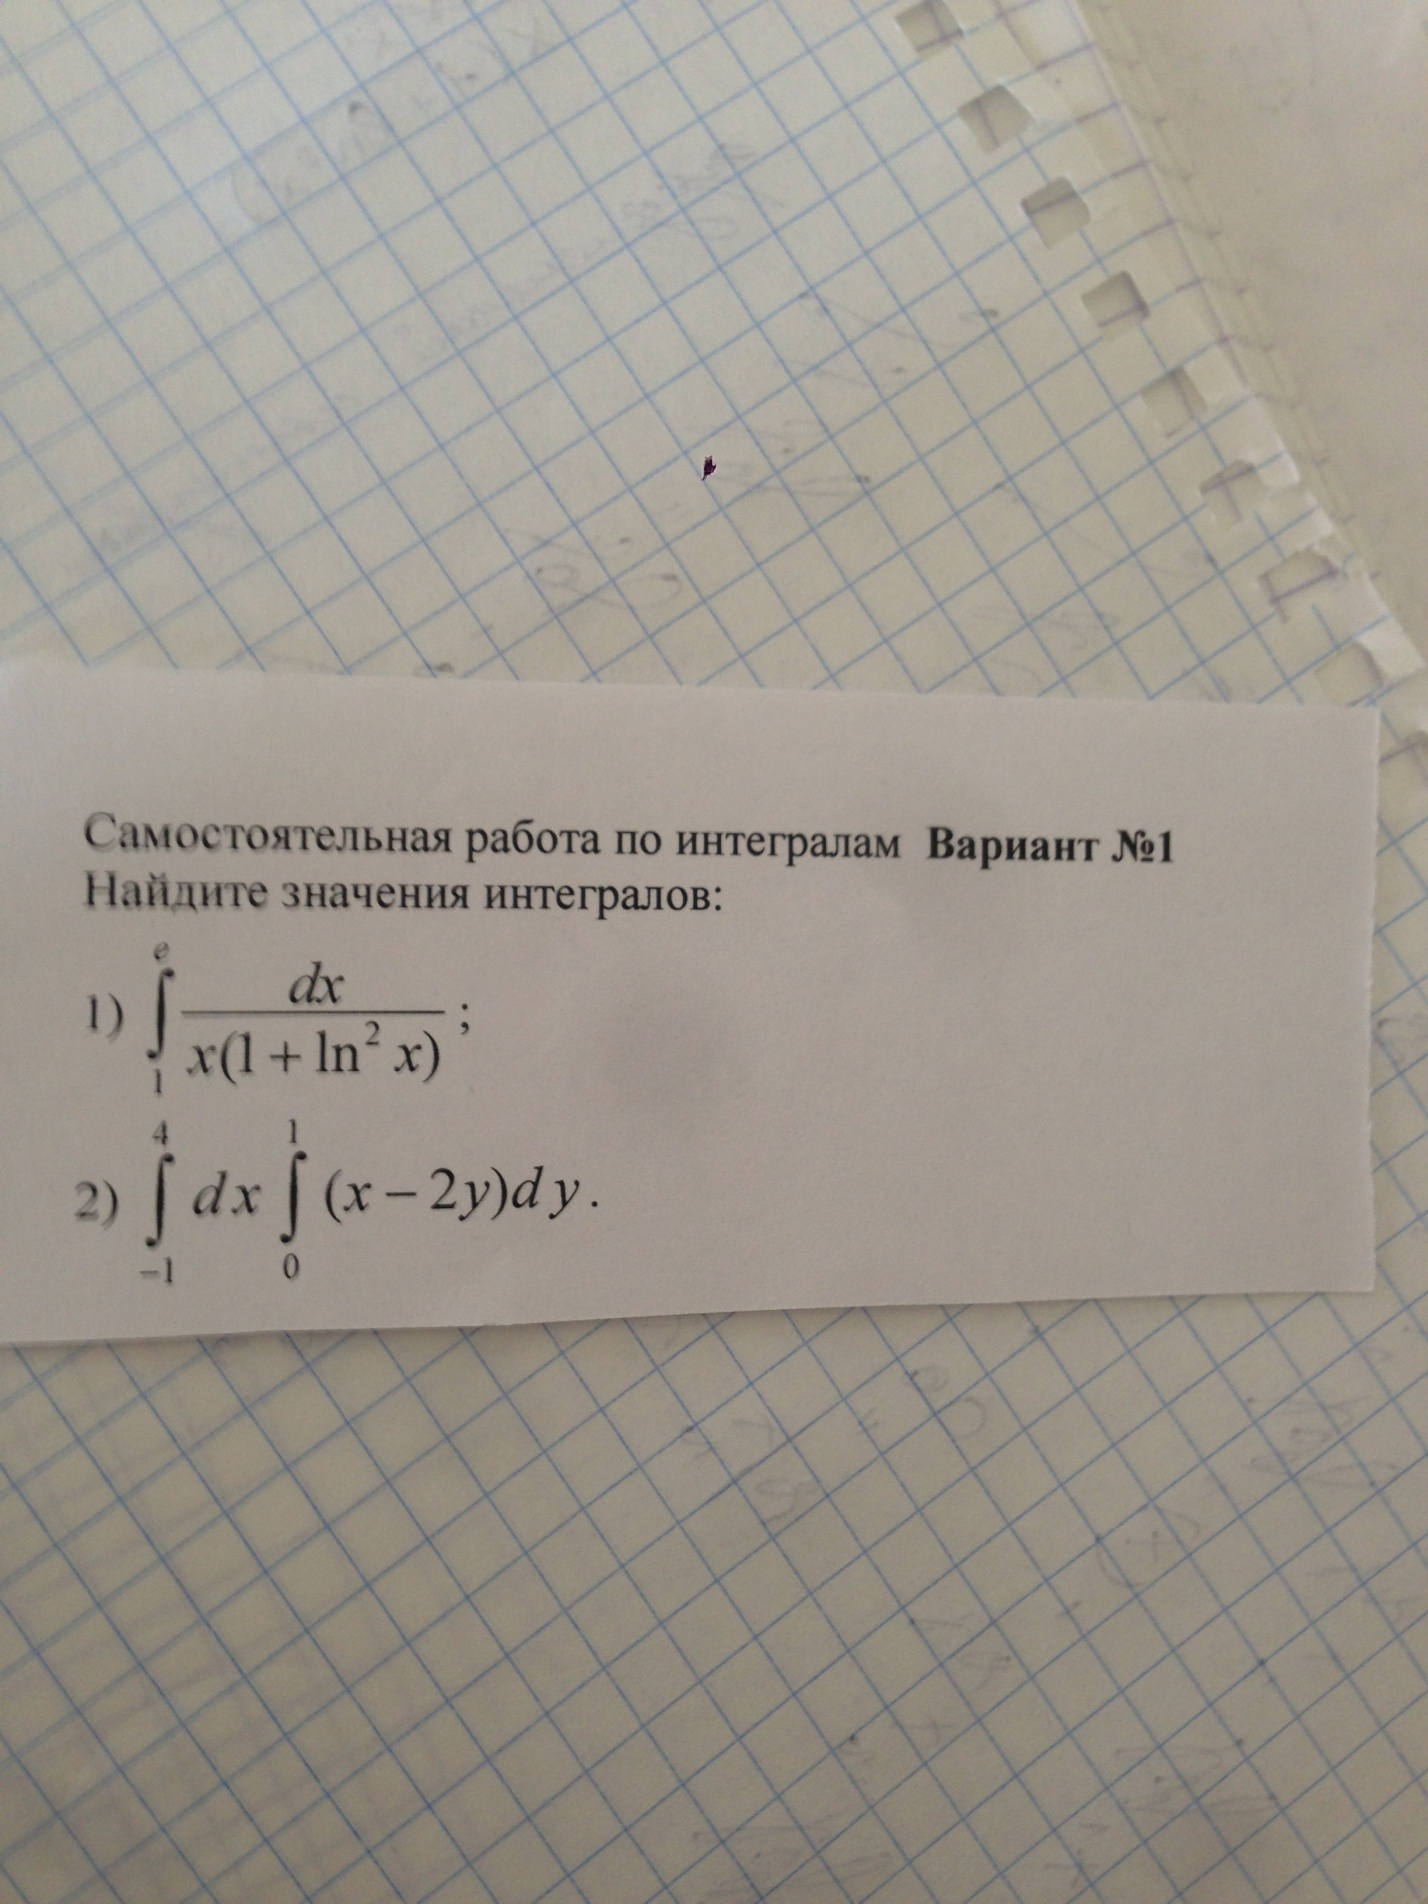 Самостоятельная работа по интегралам Вариант №1
Найдите значения интегралов:
1) ∫₁ᵉ dx / x(1 + ln² x) ;
2) ∫₋₁⁴ dx ∫₀¹ (x − 2y)dy.